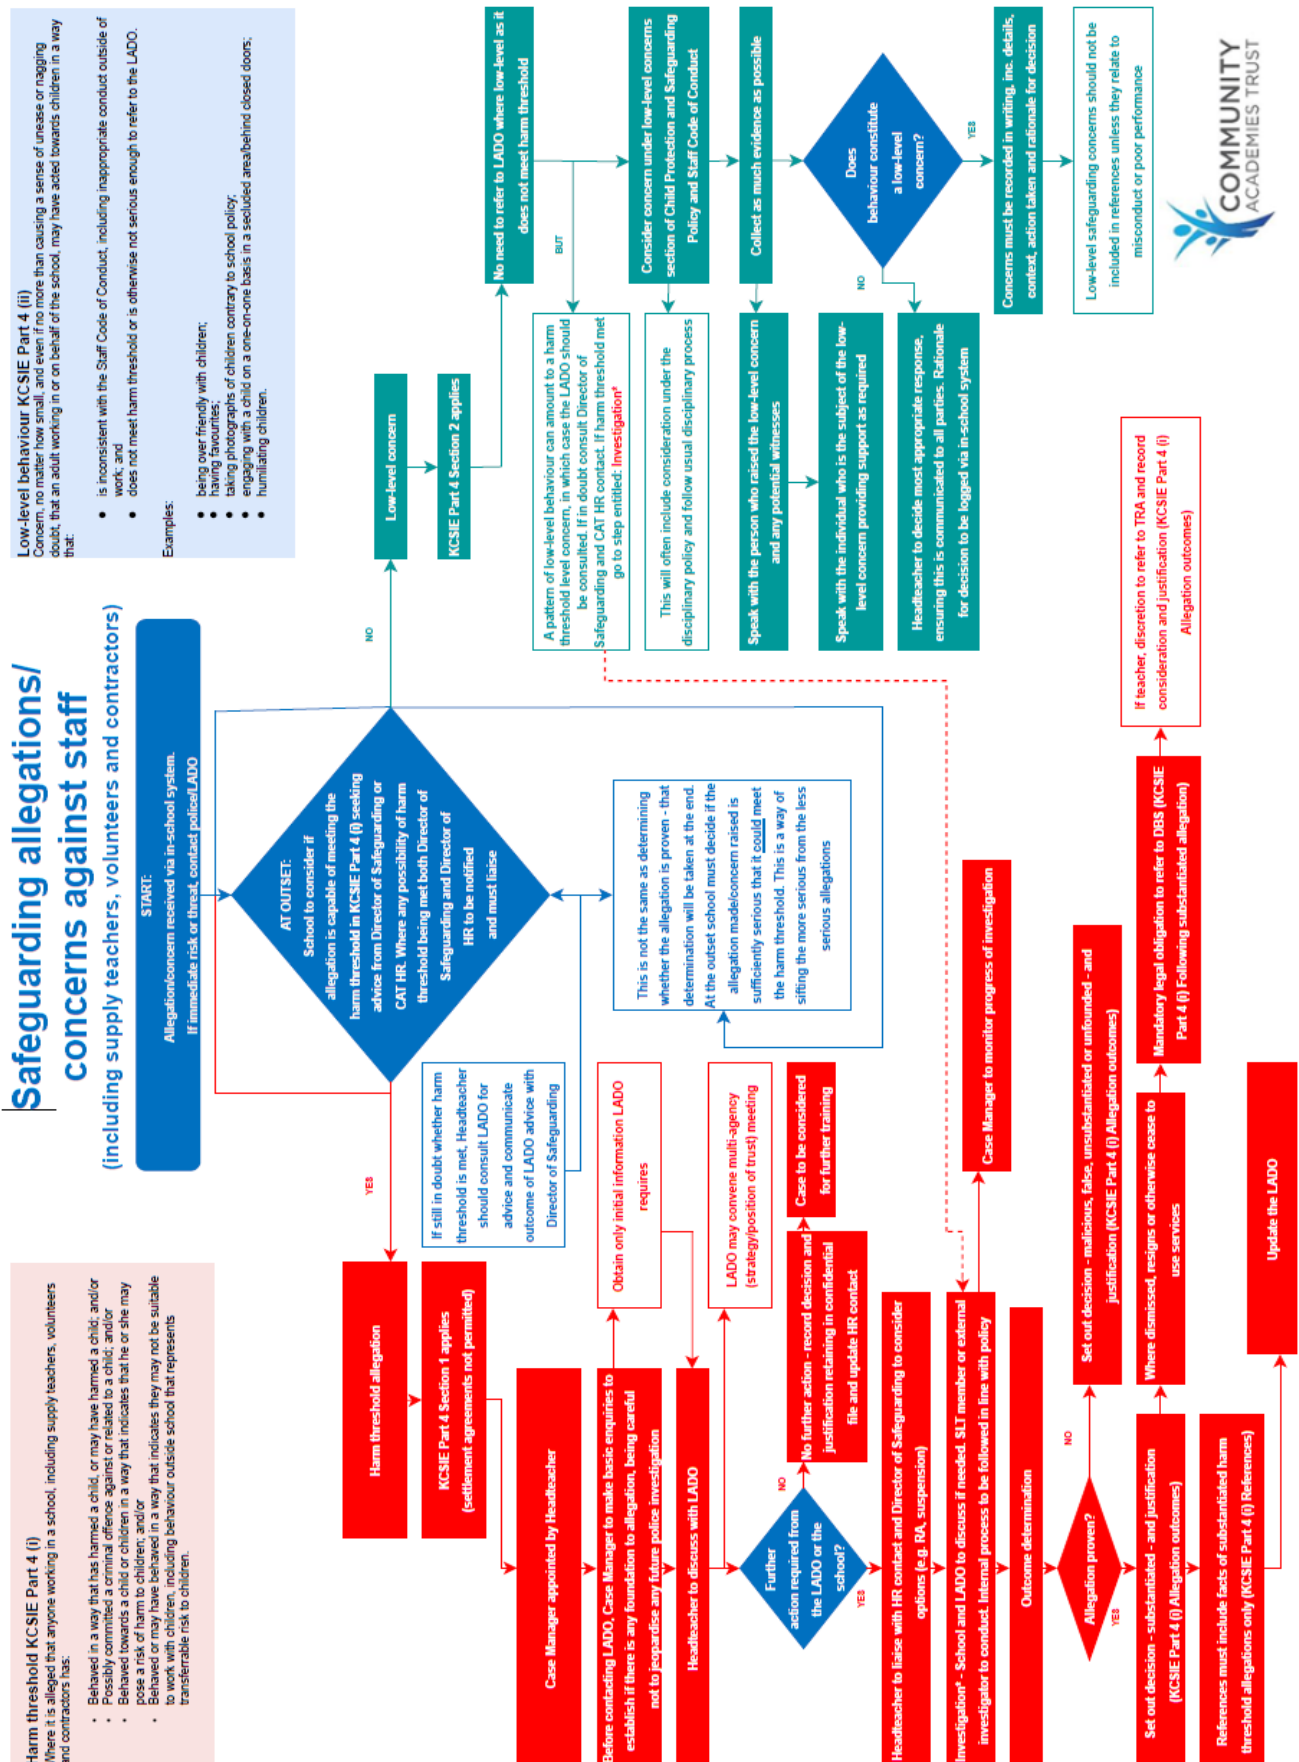 Safeguarding allegations/
concerns against staff
(including supply teachers, volunteers and contractors)
Harm threshold KCSIE Part 4 (i)
Where it is alleged that anyone working in a school, including supply teachers, volunteers
and contractors has:
• Behaved in a way that has harmed a child, or may have harmed a child; and/or
• Possibly committed a criminal offence against or related to a child; and/or
• Behaved towards a child or children in a way that indicates that he or she may
pose a risk of harm to children; and/or
• Behaved or may have behaved in a way that indicates they may not be suitable
to work with children, including behaviour outside school that represents
transferrable risk to children.
Low-level behaviour KCSIE Part 4 (ii)
Concern, no matter how small, and even if no more than causing a sense of unease or nagging
doubt, that an adult working in or on behalf of the school, may have acted towards children in a way
that:
• is inconsistent with the Staff Code of Conduct, including inappropriate conduct outside of
work; and
• does not meet harm threshold or is otherwise not serious enough to refer to the LADO.
Examples:
• being over friendly with children;
• having favourites;
• taking photographs of children contrary to school policy;
• engaging with a child on a one-on-one basis in a secluded area/behind closed doors;
• humiliating children.
START:
Allegation/concern received via in-school system.
If immediate risk or threat, contact police/LADO
AT OUTSET:
School to consider if
allegation is capable of meeting the
harm threshold in KCSIE Part 4 (i) seeking
advice from Director of Safeguarding or
CAT HR. Where any possibility of harm
threshold being met both Director of
Safeguarding and Director of
HR to be notified
and must liaise
YES
NO
If still in doubt whether harm
threshold is met, Headteacher
should consult LADO for
advice and communicate
outcome of LADO advice with
Director of Safeguarding
This is not the same as determining
whether the allegation is proven - that
determination will be taken at the end.
At the outset school must decide if the
allegation made/concern raised is
sufficiently serious that it could meet
the harm threshold. This is a way of
sifting the more serious from the less
serious allegations
Harm threshold allegation
KCSIE Part 4 Section 1 applies
(settlement agreements not permitted)
Case Manager appointed by Headteacher
Before contacting LADO, Case Manager to make basic enquiries to
establish if there is any foundation to allegation, being careful
not to jeopardise any future police investigation
Obtain only initial information LADO
requires
Headteacher to discuss with LADO
LADO may convene multi-agency
(strategy/position of trust) meeting
Further
action required from
the LADO or the
school?
NO
YES
No further action - record decision and
justification retaining in confidential
file and update HR contact
Case to be considered
for further training
Headteacher to liaise with HR contact and Director of Safeguarding to consider
options (e.g. RA, suspension)
Investigation* - School and LADO to discuss if needed. SLT member or external
investigator to conduct. Internal process to be followed in line with policy
Case Manager to monitor progress of investigation
Outcome determination
Allegation proven?
NO
YES
Set out decision - malicious, false, unsubstantiated or unfounded - and
justification (KCSIE Part 4 (i) Allegation outcomes)
Set out decision - substantiated - and justification
(KCSIE Part 4 (i) Allegation outcomes)
Where dismissed, resigns or otherwise cease to
use services
Mandatory legal obligation to refer to DBS (KCSIE
Part 4 (i) Following substantiated allegation)
If teacher, discretion to refer to TRA and record
consideration and justification (KCSIE Part 4 (i)
Allegation outcomes)
References must include facts of substantiated harm
threshold allegations only (KCSIE Part 4 (i) References)
Update the LADO
Low-level concern
KCSIE Part 4 Section 2 applies
No need to refer to LADO where low-level as it
does not meet harm threshold
BUT
A pattern of low-level behaviour can amount to a harm
threshold level concern, in which case the LADO should
be consulted. If in doubt consult Director of
Safeguarding and CAT HR contact. If harm threshold met
go to step entitled: Investigation*
Consider concern under low-level concerns
section of Child Protection and Safeguarding
Policy and Staff Code of Conduct
This will often include consideration under the
disciplinary policy and follow usual disciplinary process
Collect as much evidence as possible
Speak with the person who raised the low-level concern
and any potential witnesses
Speak with the individual who is the subject of the low-
level concern providing support as required
Does
behaviour constitute
a low-level
concern?
NO
YES
Headteacher to decide most appropriate response,
ensuring this is communicated to all parties. Rationale
for decision to be logged via in-school system
Concerns must be recorded in writing, inc. details,
context, action taken and rationale for decision
Low-level safeguarding concerns should not be
included in references unless they relate to
misconduct or poor performance
COMMUNITY
ACADEMIES TRUST